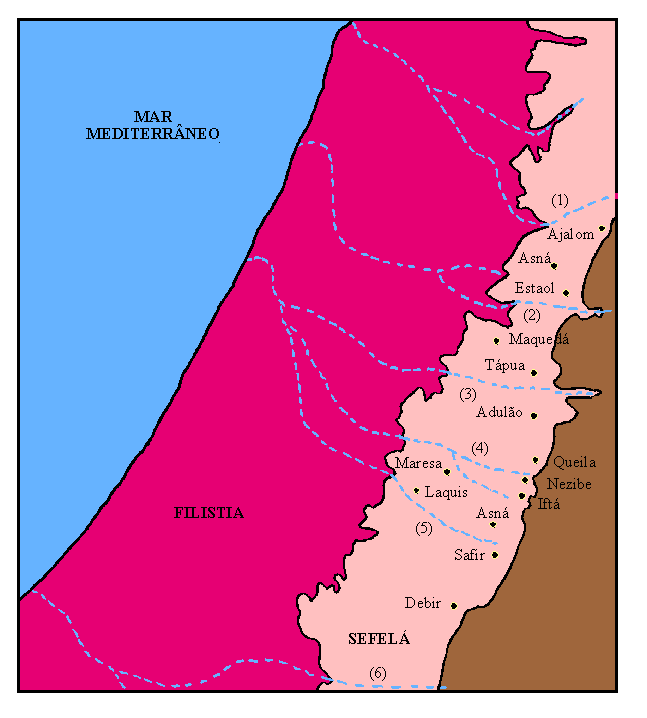 MAR
MEDITERRÂNEO
(1)
Ajalom
Asná
Estaol
(2)
Maquedá
Tápua
(3)
Adulão
(4)
Maresa
Queila
Laquis
Nezibe
Iftá
Asná
FILISTIA
(5)
Safir
Debir
SEFELÁ
(6)